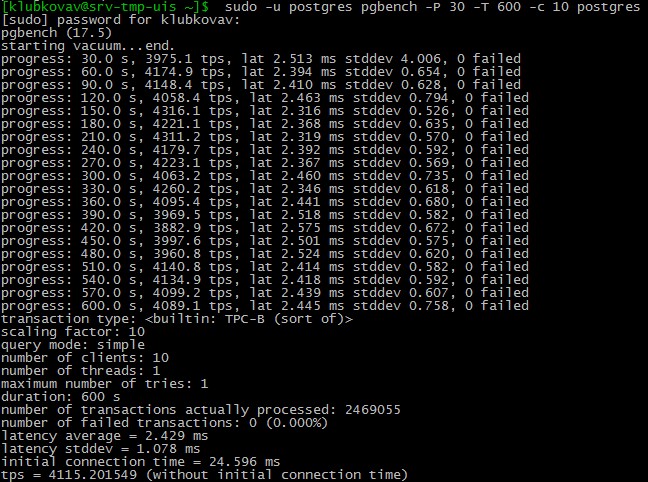 [klubkovav@srv-tmp-uis ~]$  sudo -u postgres pgbench -P 30 -T 600 -c 10 postgres
[sudo] password for klubkovav:
pgbench (17.5)
starting vacuum...end.
progress: 30.0 s, 3975.1 tps, lat 2.513 ms stddev 4.006, 0 failed
progress: 60.0 s, 4174.9 tps, lat 2.394 ms stddev 0.654, 0 failed
progress: 90.0 s, 4148.4 tps, lat 2.410 ms stddev 0.628, 0 failed
progress: 120.0 s, 4058.4 tps, lat 2.463 ms stddev 0.794, 0 failed
progress: 150.0 s, 4316.1 tps, lat 2.316 ms stddev 0.526, 0 failed
progress: 180.0 s, 4221.1 tps, lat 2.368 ms stddev 0.635, 0 failed
progress: 210.0 s, 4311.2 tps, lat 2.319 ms stddev 0.570, 0 failed
progress: 240.0 s, 4179.7 tps, lat 2.392 ms stddev 0.592, 0 failed
progress: 270.0 s, 4223.1 tps, lat 2.367 ms stddev 0.569, 0 failed
progress: 300.0 s, 4063.2 tps, lat 2.460 ms stddev 0.735, 0 failed
progress: 330.0 s, 4260.2 tps, lat 2.346 ms stddev 0.618, 0 failed
progress: 360.0 s, 4095.4 tps, lat 2.441 ms stddev 0.680, 0 failed
progress: 390.0 s, 3969.5 tps, lat 2.518 ms stddev 0.582, 0 failed
progress: 420.0 s, 3882.9 tps, lat 2.575 ms stddev 0.672, 0 failed
progress: 450.0 s, 3997.6 tps, lat 2.501 ms stddev 0.575, 0 failed
progress: 480.0 s, 3960.8 tps, lat 2.524 ms stddev 0.620, 0 failed
progress: 510.0 s, 4140.8 tps, lat 2.414 ms stddev 0.582, 0 failed
progress: 540.0 s, 4134.9 tps, lat 2.418 ms stddev 0.592, 0 failed
progress: 570.0 s, 4099.2 tps, lat 2.439 ms stddev 0.607, 0 failed
progress: 600.0 s, 4089.1 tps, lat 2.445 ms stddev 0.758, 0 failed
transaction type: <builtin: TPC-B (sort of)>
scaling factor: 10
query mode: simple
number of clients: 10
number of threads: 1
maximum number of tries: 1
duration: 600 s
number of transactions actually processed: 2469055
number of failed transactions: 0 (0.000%)
latency average = 2.429 ms
latency stddev = 1.078 ms
initial connection time = 24.596 ms
tps = 4115.201549 (without initial connection time)